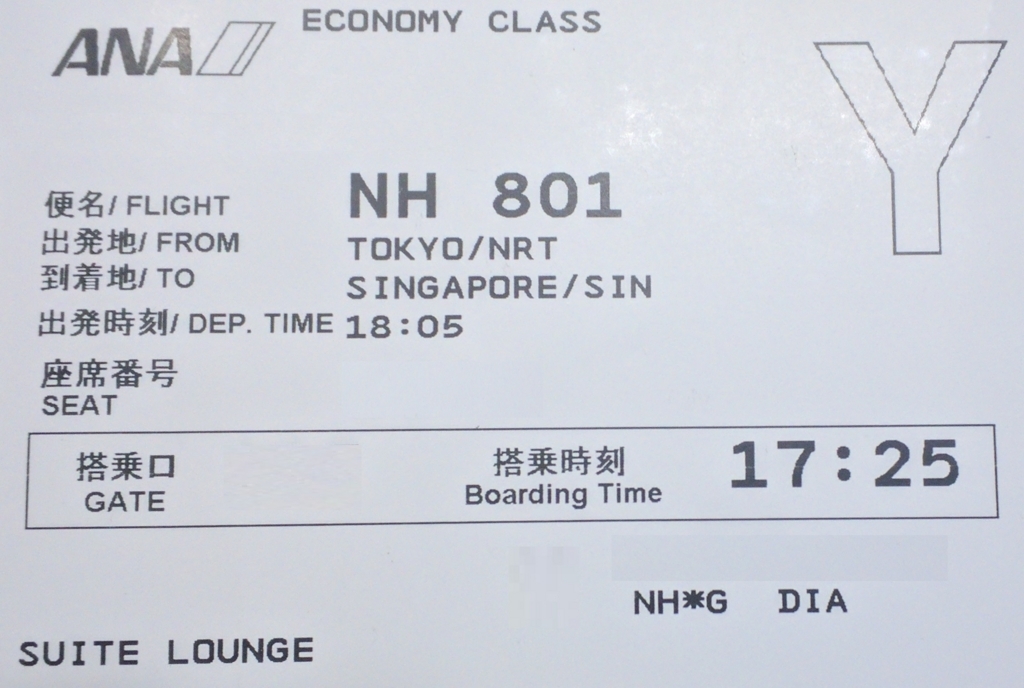 ANA ECONOMY CLASS
Y
便名/ FLIGHT NH 801
出発地/ FROM TOKYO/NRT
到着地/ TO SINGAPORE/SIN
出発時刻/ DEP. TIME 18:05
座席番号
SEAT
搭乗口 搭乗時刻 17:25
GATE Boarding Time
NH*G DIA
SUITE LOUNGE